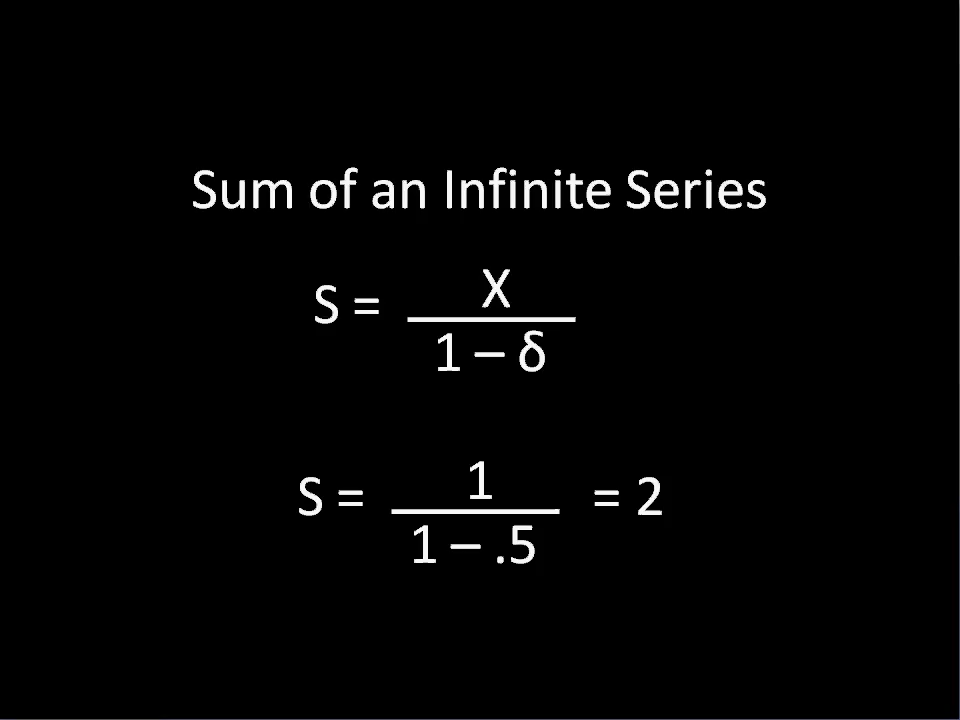 Sum of an Infinite Series
X
S =
1 – δ
1
S = = 2
1 – .5